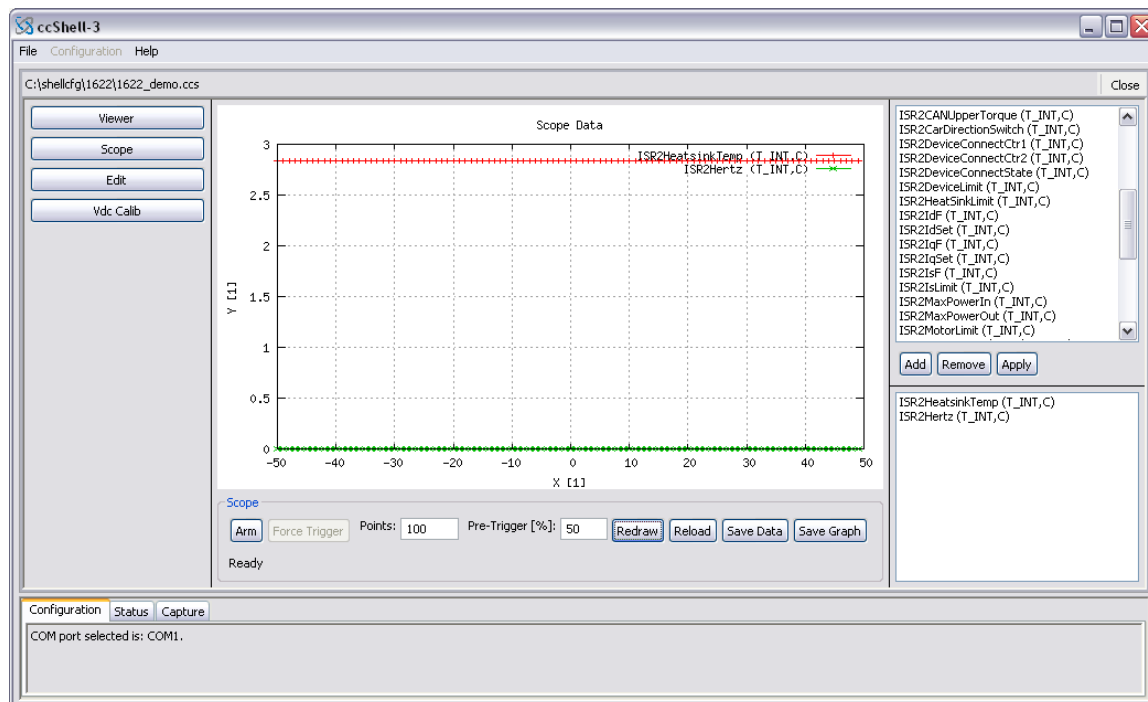 ccShell-3
File Configuration Help
C:\shellcfg\1622\1622_demo.ccs
Close
Viewer
Scope
Edit
Vdc Calib
Scope Data
ISR2HeatsinkTemp (T_INT,C)
ISR2Hertz (T_INT,C)
3
2.5
2
1.5
1
0.5
0
Y [1]
-50 -40 -30 -20 -10 0 10 20 30 40 50
X [1]
Scope
Arm Force Trigger Points: 100 Pre-Trigger [%]: 50 Redraw Reload Save Data Save Graph
Ready
ISR2CANUpperTorque (T_INT,C)
ISR2CarDirectionSwitch (T_INT,C)
ISR2DeviceConnectCtr1 (T_INT,C)
ISR2DeviceConnectCtr2 (T_INT,C)
ISR2DeviceConnectState (T_INT,C)
ISR2DeviceLimit (T_INT,C)
ISR2HeatSinkLimit (T_INT,C)
ISR2IdF (T_INT,C)
ISR2IdSet (T_INT,C)
ISR2IqF (T_INT,C)
ISR2IqSet (T_INT,C)
ISR2IsF (T_INT,C)
ISR2IsLimit (T_INT,C)
ISR2MaxPowerIn (T_INT,C)
ISR2MaxPowerOut (T_INT,C)
ISR2MotorLimit (T_INT,C)
Add Remove Apply
ISR2HeatsinkTemp (T_INT,C)
ISR2Hertz (T_INT,C)
Configuration Status Capture
COM port selected is: COM1.